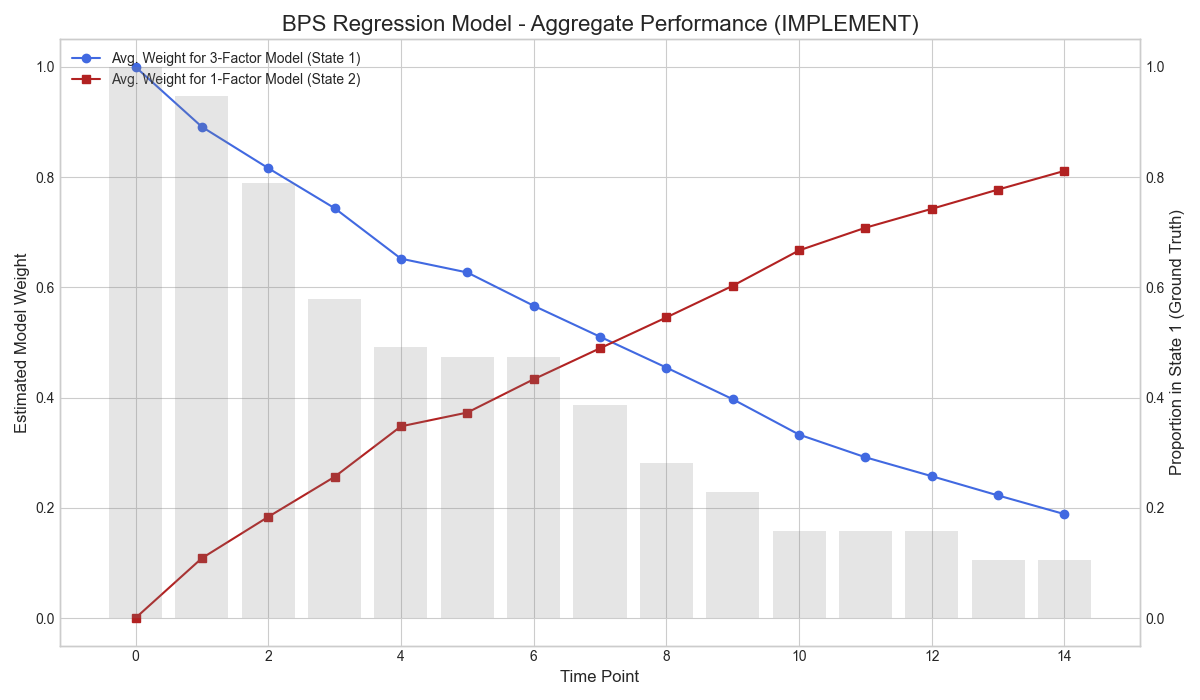 BPS Regression Model - Aggregate Performance (IMPLEMENT)
Avg. Weight for 3-Factor Model (State 1)
Avg. Weight for 1-Factor Model (State 2)
Estimated Model Weight
1.0
0.8
0.6
0.4
0.2
0.0
1.0
0.8
0.6
0.4
0.2
0.0
Proportion in State 1 (Ground Truth)
0 2 4 6 8 10 12 14
Time Point